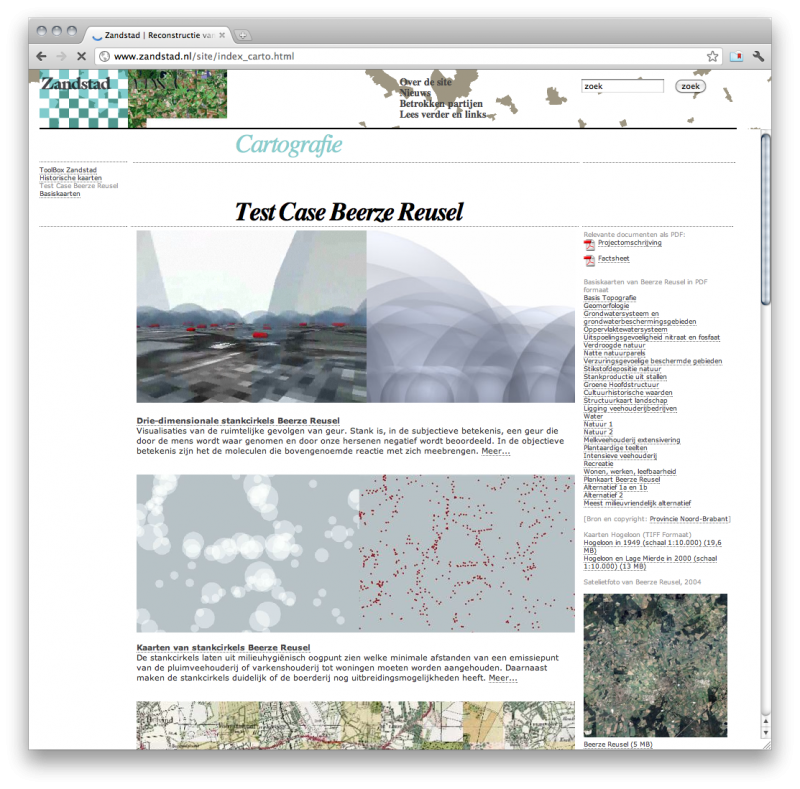 Zandstad | Reconstructie va
www.zandstad.nl/site/index_carto.html
Zandstad
Over de site
Nieuws
Betrokken partijen
Lees verder en links
zoek
zoek
Cartografie
ToolBox Zandstad
Historische kaarten
Test Case Beerze Reusel
Basiskaarten
Test Case Beerze Reusel
Drie-dimensionale stankcirkels Beerze Reusel
Visualisaties van de ruimtelijke gevolgen van geur. Stank is, in de subjectieve betekenis, een geur die
door de mens wordt waar genomen en door onze hersenen negatief wordt beoordeeld. In de objectieve
betekenis zijn het de moleculen die bovengenoemde reactie met zich meebrengen. Meer...
Kaarten van stankcirkels Beerze Reusel
De stankcirkels laten uit milieuhygiënisch oogpunt zien welke minimale afstanden van een emissiepunt
van de pluimveehouderij of varkenshouderij tot woningen moeten worden aangehouden. Daarnaast
maken de stankcirkels duidelijk of de boerderij nog uitbreidingsmogelijkheden heeft. Meer...
Relevante documenten als PDF:
Projectomschrijving
Factsheet
Basiskaarten van Beerze Reusel in PDF
formaat
Basis Topografie
Geomorfologie
Grondwatersysteem en
grondwaterbeschermingsgebieden
Oppervlaktewatersysteem
Uitspoelingsgevoeligheid nitraat en fosfaat
Verdroogde natuur
Natte natuurparels
Verzuringsgevoelige beschermde gebieden
Stikstofdepositie natuur
Stankproductie uit stallen
Groene Hoofdstructuur
Cultuurhistorische waarden
Structuurkaart landschap
Ligging veehouderijbedrijven
Water
Natuur 1
Natuur 2
Melkveehouderij extensivering
Plantaardige teelten
Intensieve veehouderij
Recreatie
Wonen, werken, leefbaarheid
Plankaart Beerze Reusel
Alternatief 1a en 1b
Alternatief 2
Meest milieuvriendelijk alternatief
[Bron en copyright: Provincie Noord-Brabant]
Kaarten Hogeloon (TIFF Formaat)
Hogeloon in 1949 (schaal 1:10.000) (19,6
MB)
Hogeloon en Lage Mierde in 2000 (schaal
1:10.000) (13 MB)
Satelietfoto van Beerze Reusel, 2004
Beerze Reusel (5 MB)